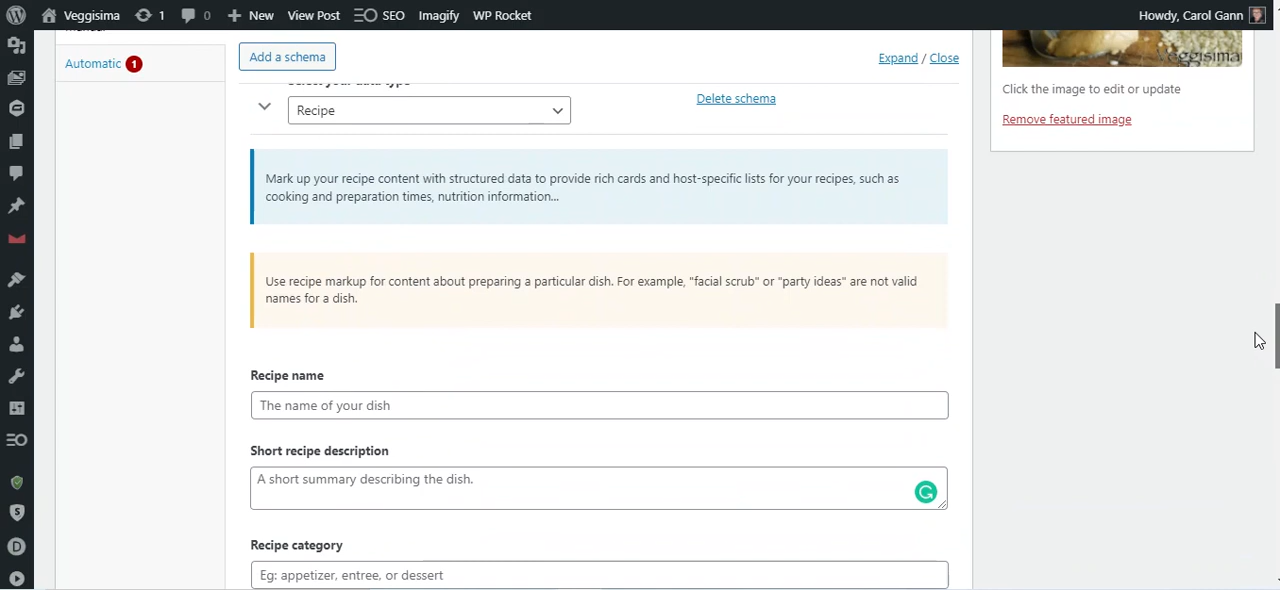 Veggisima 1 0 New View Post SEO Imagify WP Rocket Howdy, Carol Gann
Automatic 1
Add a schema
Expand / Close
Recipe
Delete schema
Mark up your recipe content with structured data to provide rich cards and host-specific lists for your recipes, such as
cooking and preparation times, nutrition information...
Use recipe markup for content about preparing a particular dish. For example, "facial scrub" or "party ideas" are not valid
names for a dish.
Recipe name
The name of your dish
Short recipe description
A short summary describing the dish.
Recipe category
Eg: appetizer, entree, or dessert
Veggisima
Click the image to edit or update
Remove featured image